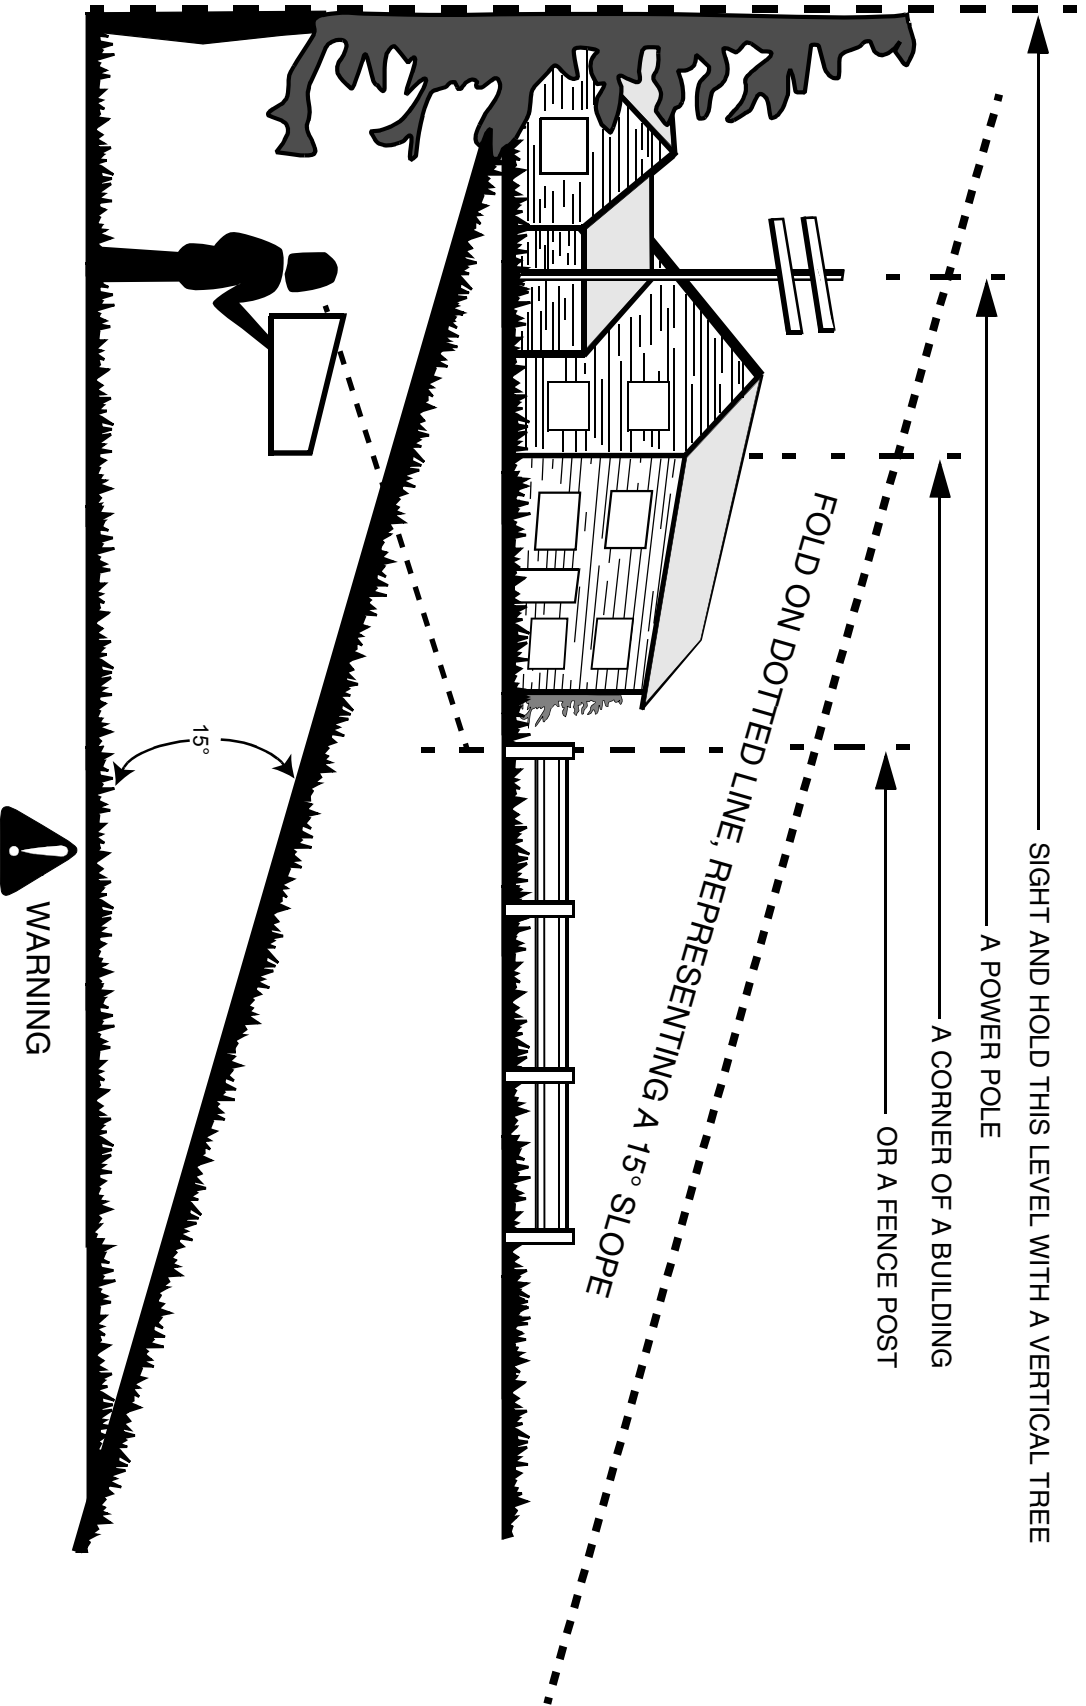 SIGHT AND HOLD THIS LEVEL WITH A VERTICAL TREE
A POWER POLE
A CORNER OF A BUILDING
OR A FENCE POST
FOLD ON DOTTED LINE, REPRESENTING A 15° SLOPE
15°
WARNING